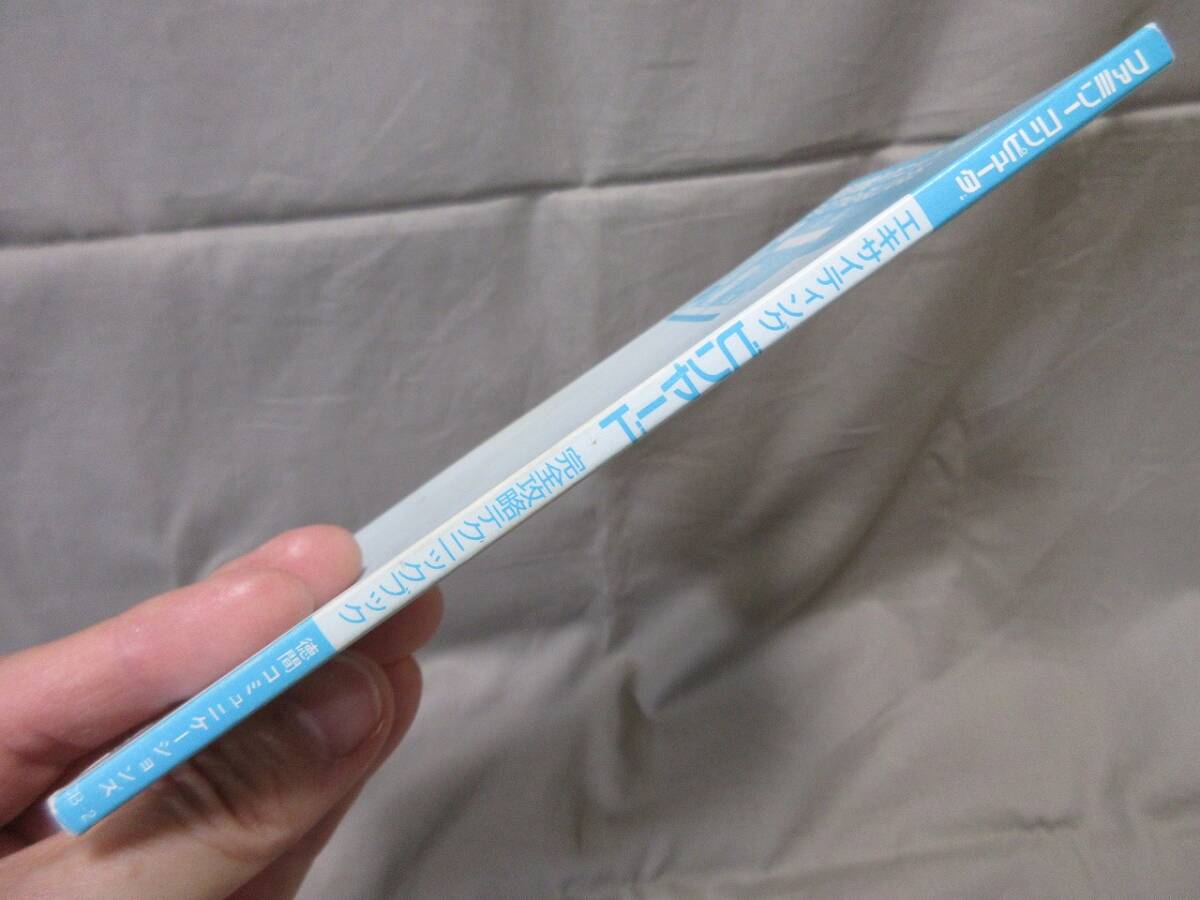 ファミリーコンピュータ
エキサイティング
ビリヤード
完全攻略テクニックブック
徳間コミュニケーションズ